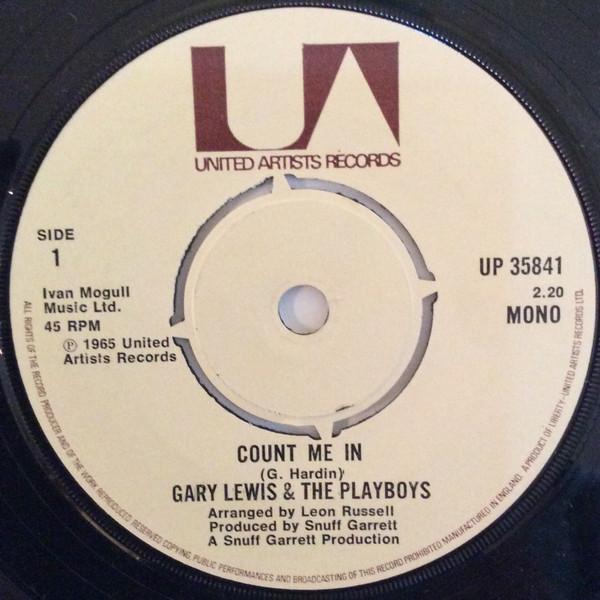 UA
UNITED ARTISTS RECORDS
SIDE
1
Ivan Mogull
Music Ltd.
45 RPM
Ⓟ 1965 United
Artists Records
UP 35841
2.20
MONO
COUNT ME IN
(G. Hardin)
GARY LEWIS & THE PLAYBOYS
Arranged by Leon Russell
Produced by Snuff Garrett
A Snuff Garrett Production
ALL RIGHTS OF THE RECORD PRODUCER AND OF THE WORK REPRODUCED RESERVED COPYING, PUBLIC PERFORMANCES AND BROADCASTING OF THIS RECORD PROHIBITED MANUFACTURED IN ENGLAND. A PRODUCT OF LIBERTY-UNITED ARTISTS RECORDS LTD.